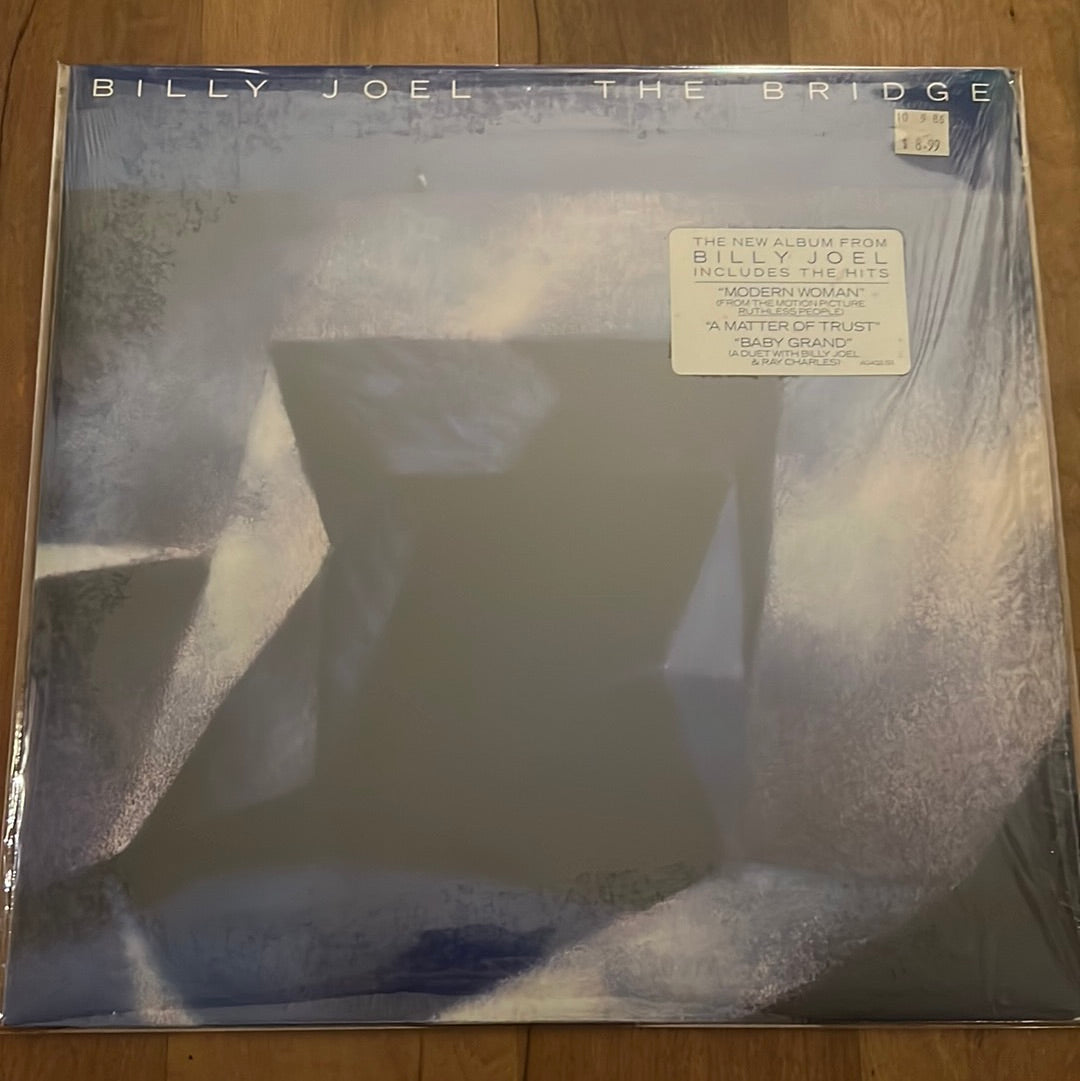 BILLY JOEL THE BRIDGE
10 9 86
$ 8.99
THE NEW ALBUM FROM
BILLY JOEL
INCLUDES THE HITS
"MODERN WOMAN"
(FROM THE MOTION PICTURE
RUTHLESS PEOPLE)
"A MATTER OF TRUST"
"BABY GRAND"
(A DUET WITH BILLY JOEL
& RAY CHARLES)